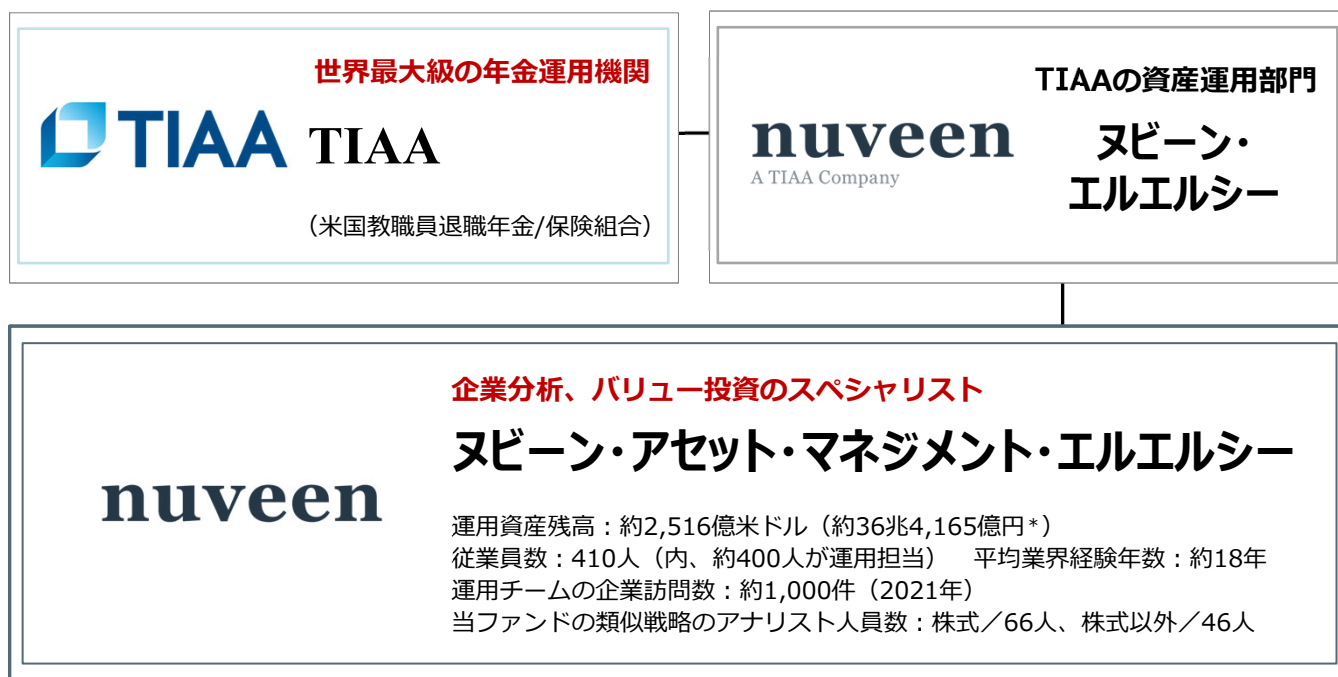 世界最大級の年金運用機関
TIAA TIAA
（米国教職員退職年金/保険組合）
TIAAの資産運用部門
nuveen
A TIAA Company
ヌビーン・
エルエルシー
企業分析、バリュー投資のスペシャリスト
ヌビーン・アセット・マネジメント・エルエルシー
nuveen
運用資産残高：約2,516億米ドル（約36兆4,165億円*）
従業員数：410人（内、約400人が運用担当）　平均業界経験年数：約18年
運用チームの企業訪問数：約1,000件（2021年）
当ファンドの類似戦略のアナリスト人員数：株式／66人、株式以外／46人